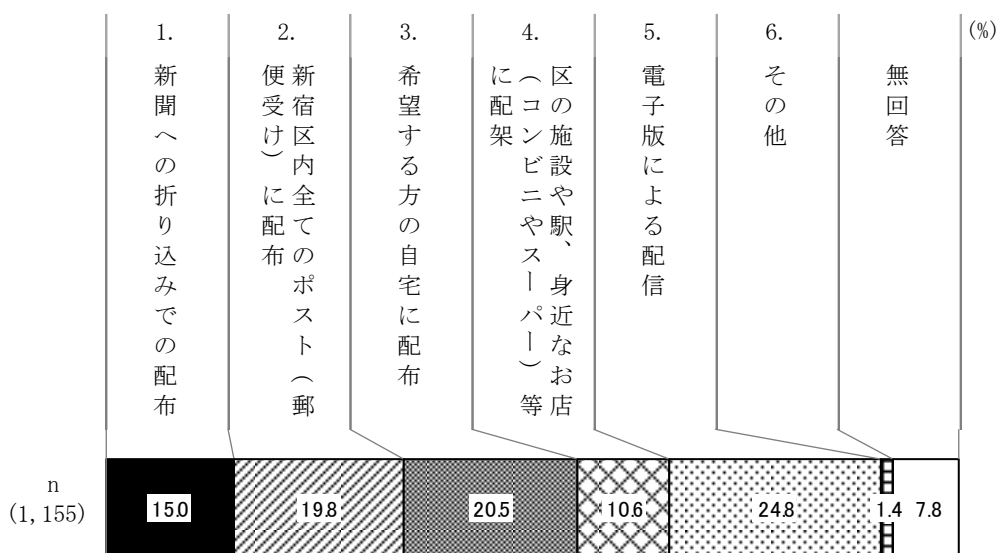 (%)
1.
新聞への折り込みでの配布
2.
新宿区内全てのポスト（郵
便受け）に配布
3.
希望する方の自宅に配布
4.
区の施設や駅、身近なお店
（コンビニやスーパー）等
に配架
5.
電子版による配信
6.
その他
無回答
n
(1,155)
15.0
19.8
20.5
10.6
24.8
1.4
7.8